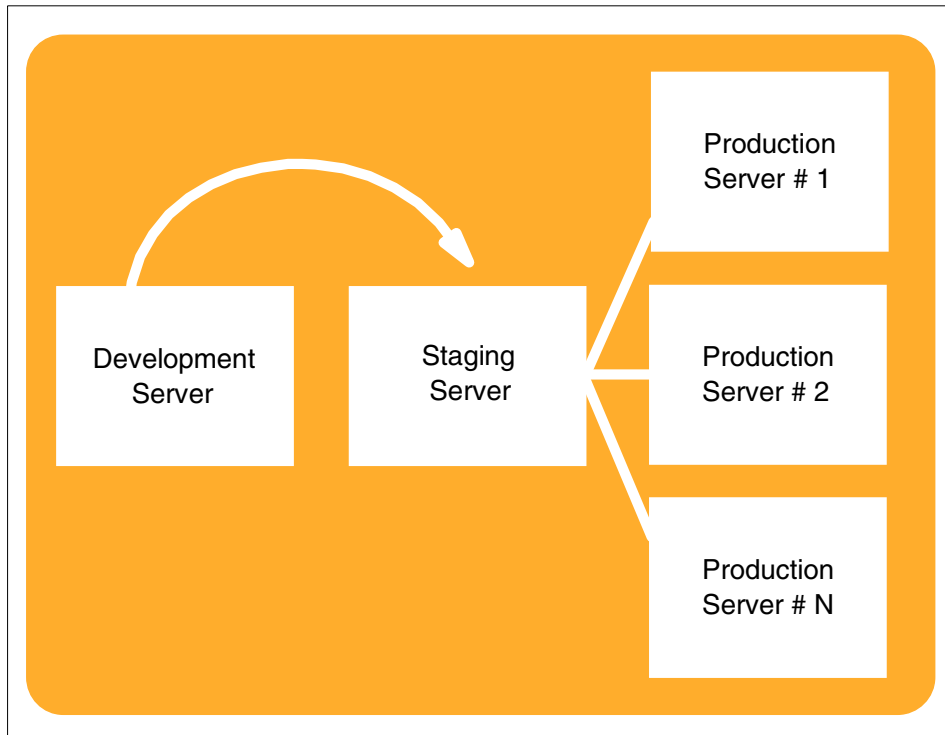 Development
Server
Staging
Server
Production
Server # 1
Production
Server # 2
Production
Server # N